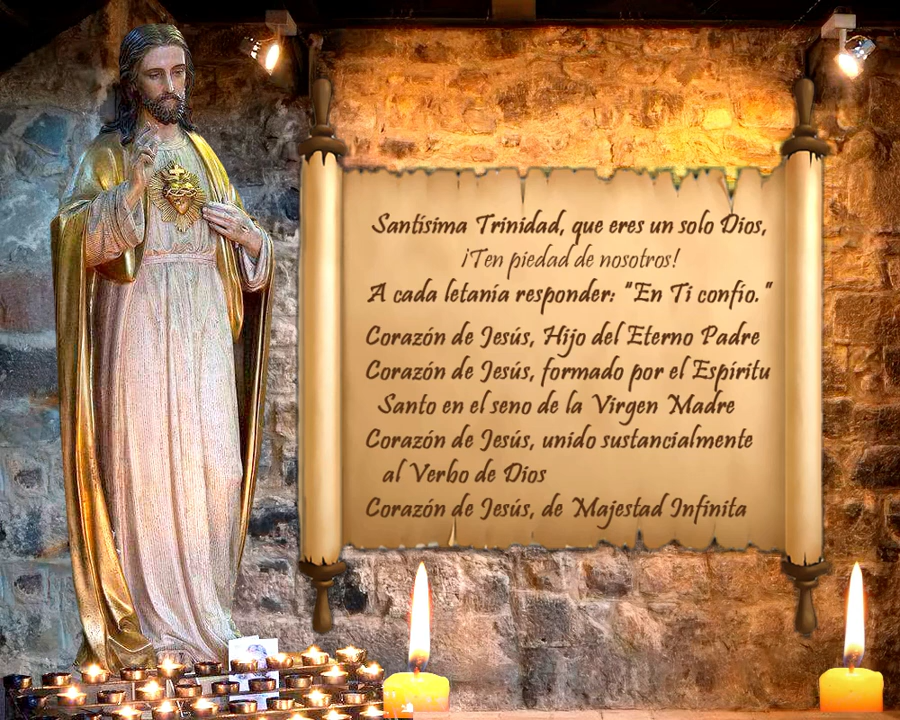 Santísima Trinidad, que eres un solo Dios,
¡Ten piedad de nosotros!
A cada letanía responder: "En Ti confío."
Corazón de Jesús, Hijo del Eterno Padre
Corazón de Jesús, formado por el Espíritu
Santo en el seno de la Virgen Madre
Corazón de Jesús, unido sustancialmente
al Verbo de Dios
Corazón de Jesús, de Majestad Infinita